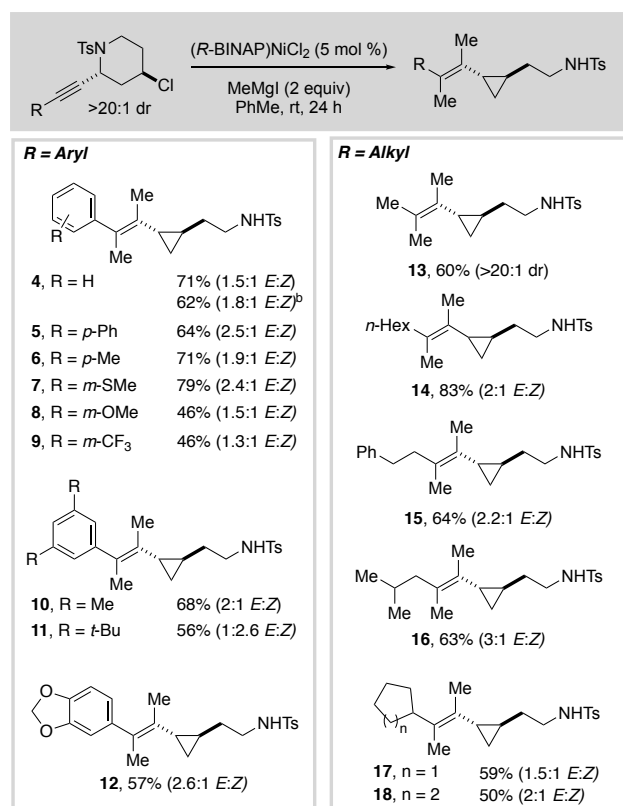 TsN
Cl
R
>20:1 dr
(R-BINAP)NiCl2 (5 mol %)
MeMgI (2 equiv)
PhMe, rt, 24 h
R
Me
Me
NHTs
R = Aryl
R
Me
Me
NHTs
4, R = H 71% (1.5:1 E:Z)
62% (1.8:1 E:Z)b
5, R = p-Ph 64% (2.5:1 E:Z)
6, R = p-Me 71% (1.9:1 E:Z)
7, R = m-SMe 79% (2.4:1 E:Z)
8, R = m-OMe 46% (1.5:1 E:Z)
9, R = m-CF3 46% (1.3:1 E:Z)
R
R
Me
Me
NHTs
10, R = Me 68% (2:1 E:Z)
11, R = t-Bu 56% (1:2.6 E:Z)
O
O
Me
Me
NHTs
12, 57% (2.6:1 E:Z)
R = Alkyl
Me
Me
Me
NHTs
13, 60% (>20:1 dr)
n-Hex
Me
Me
NHTs
14, 83% (2:1 E:Z)
Ph
Me
Me
NHTs
15, 64% (2.2:1 E:Z)
Me
Me
Me
Me
NHTs
16, 63% (3:1 E:Z)
( )n
Me
Me
NHTs
17, n = 1 59% (1.5:1 E:Z)
18, n = 2 50% (2:1 E:Z)